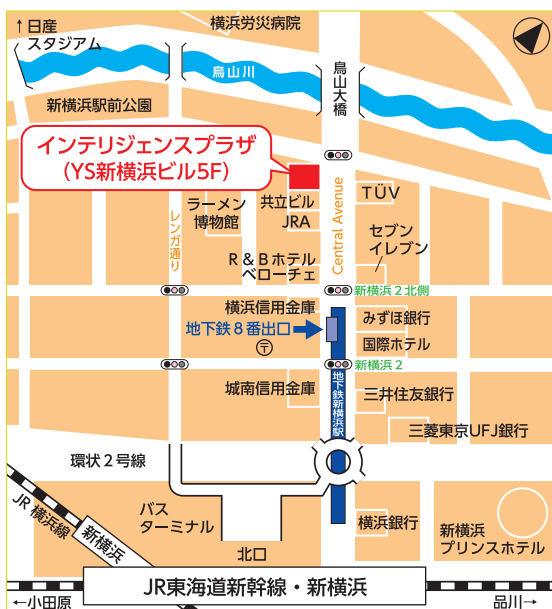 ↑日産
スタジアム
横浜労災病院
鳥山川
鳥山大橋
新横浜駅前公園
インテリジェンスプラザ
（YS新横浜ビル5F）
ラーメン
博物館
共立ビル
JRA
TÜV
Central Avenue
レンガ通り
セブン
イレブン
R＆Bホテル
ベローチェ
新横浜2北側
横浜信用金庫
みずほ銀行
地下鉄8番出口
〒
国際ホテル
新横浜2
城南信用金庫
地下鉄新横浜駅
三井住友銀行
三菱東京UFJ銀行
環状2号線
JR 横浜線
新横浜
バス
ターミナル
横浜銀行
新横浜
プリンスホテル
北口
JR東海道新幹線・新横浜
←小田原
品川→